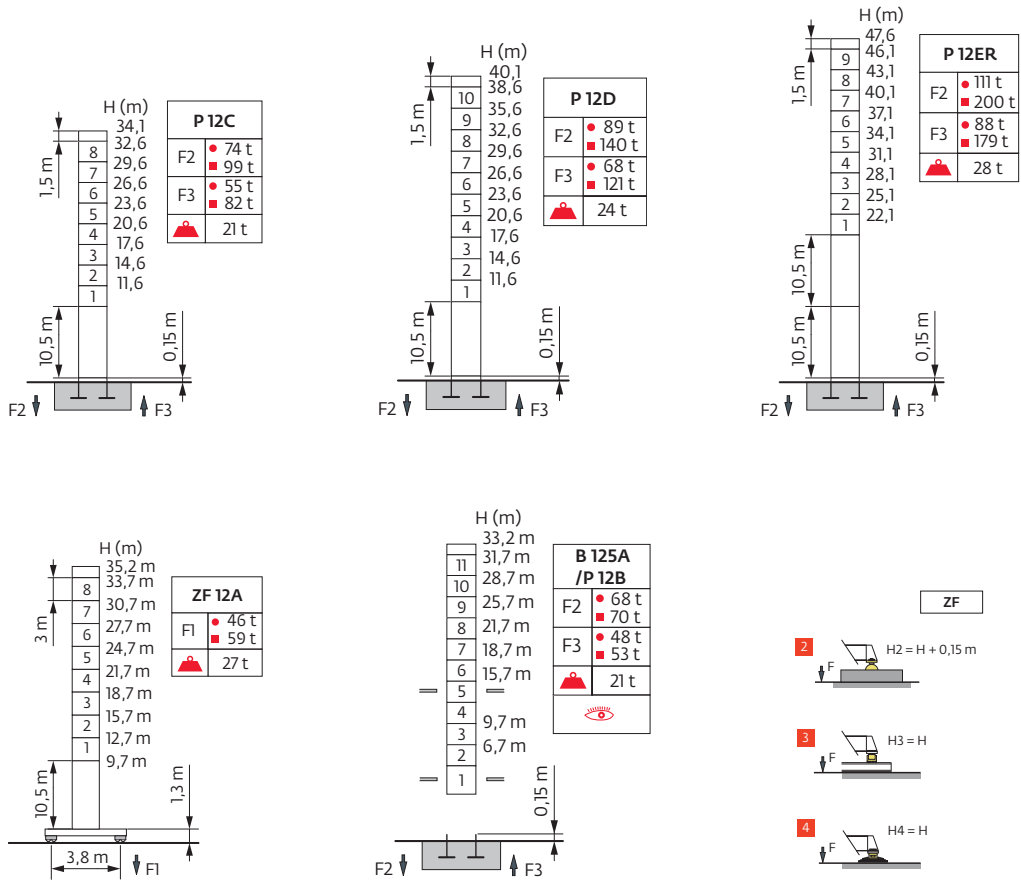 H (m)
34,1
32,6
29,6
26,6
23,6
20,6
17,6
14,6
11,6
1,5 m
8
7
6
5
4
3
2
1
10,5 m
0,15 m
F2
F3
P 12C
F2 74 t
99 t
F3 55 t
82 t
21 t
H (m)
40,1
38,6
35,6
32,6
29,6
26,6
23,6
20,6
17,6
14,6
11,6
1,5 m
10
9
8
7
6
5
4
3
2
1
10,5 m
0,15 m
F2
F3
P 12D
F2 89 t
140 t
F3 68 t
121 t
24 t
H (m)
47,6
46,1
43,1
40,1
37,1
34,1
31,1
28,1
25,1
22,1
1,5 m
9
8
7
6
5
4
3
2
1
10,5 m
10,5 m
0,15 m
F2
F3
P 12ER
F2 111 t
200 t
F3 88 t
179 t
28 t
H (m)
35,2 m
33,7 m
30,7 m
27,7 m
24,7 m
21,7 m
18,7 m
15,7 m
12,7 m
9,7 m
3 m
8
7
6
5
4
3
2
1
10,5 m
1,3 m
3,8 m
F1
ZF 12A
F1 46 t
59 t
27 t
H (m)
33,2 m
31,7 m
28,7 m
25,7 m
21,7 m
18,7 m
15,7 m
9,7 m
6,7 m
11
10
9
8
7
6
5
4
3
2
1
0,15 m
F2
F3
B 125A
/P 12B
F2 68 t
70 t
F3 48 t
53 t
21 t
ZF
2
F
H2 = H + 0,15 m
3
F
H3 = H
4
F
H4 = H